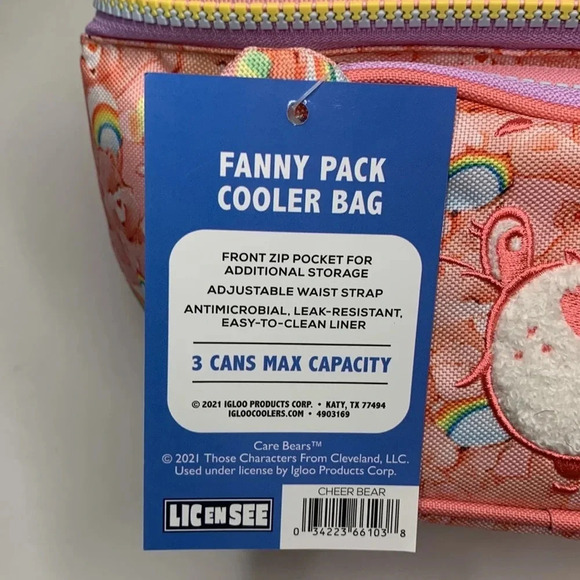 FANNY PACK
COOLER BAG
FRONT ZIP POCKET FOR
ADDITIONAL STORAGE
ADJUSTABLE WAIST STRAP
ANTIMICROBIAL, LEAK-RESISTANT,
EASY-TO-CLEAN LINER
3 CANS MAX CAPACITY
© 2021 IGLOO PRODUCTS CORP. • KATY, TX 77494
IGLOOCOOLERS.COM • 4903169
Care Bears™
© 2021 Those Characters From Cleveland, LLC.
Used under license by Igloo Products Corp.
LICENSEE
CHEER BEAR
0 34223 66103 8